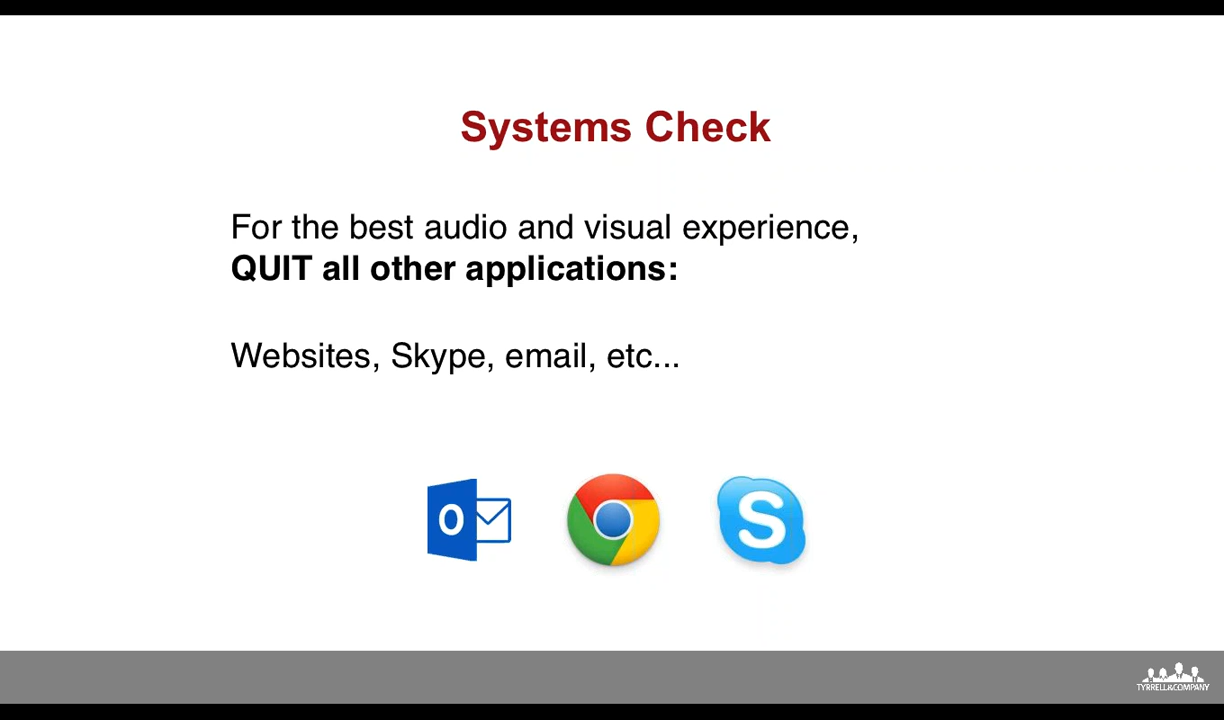 Systems Check
For the best audio and visual experience,
QUIT all other applications:
Websites, Skype, email, etc...
O
S
TYRRELL&COMPANY